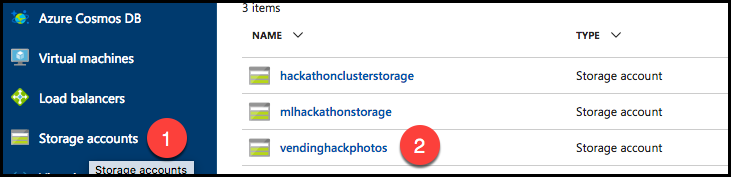 Azure Cosmos DB
Virtual machines
Load balancers
Storage accounts 1
Storage accounts
3 items
NAME TYPE
hackathonclusterstorage Storage account
mlhackathonstorage Storage account
vendinghackphotos 2 Storage account